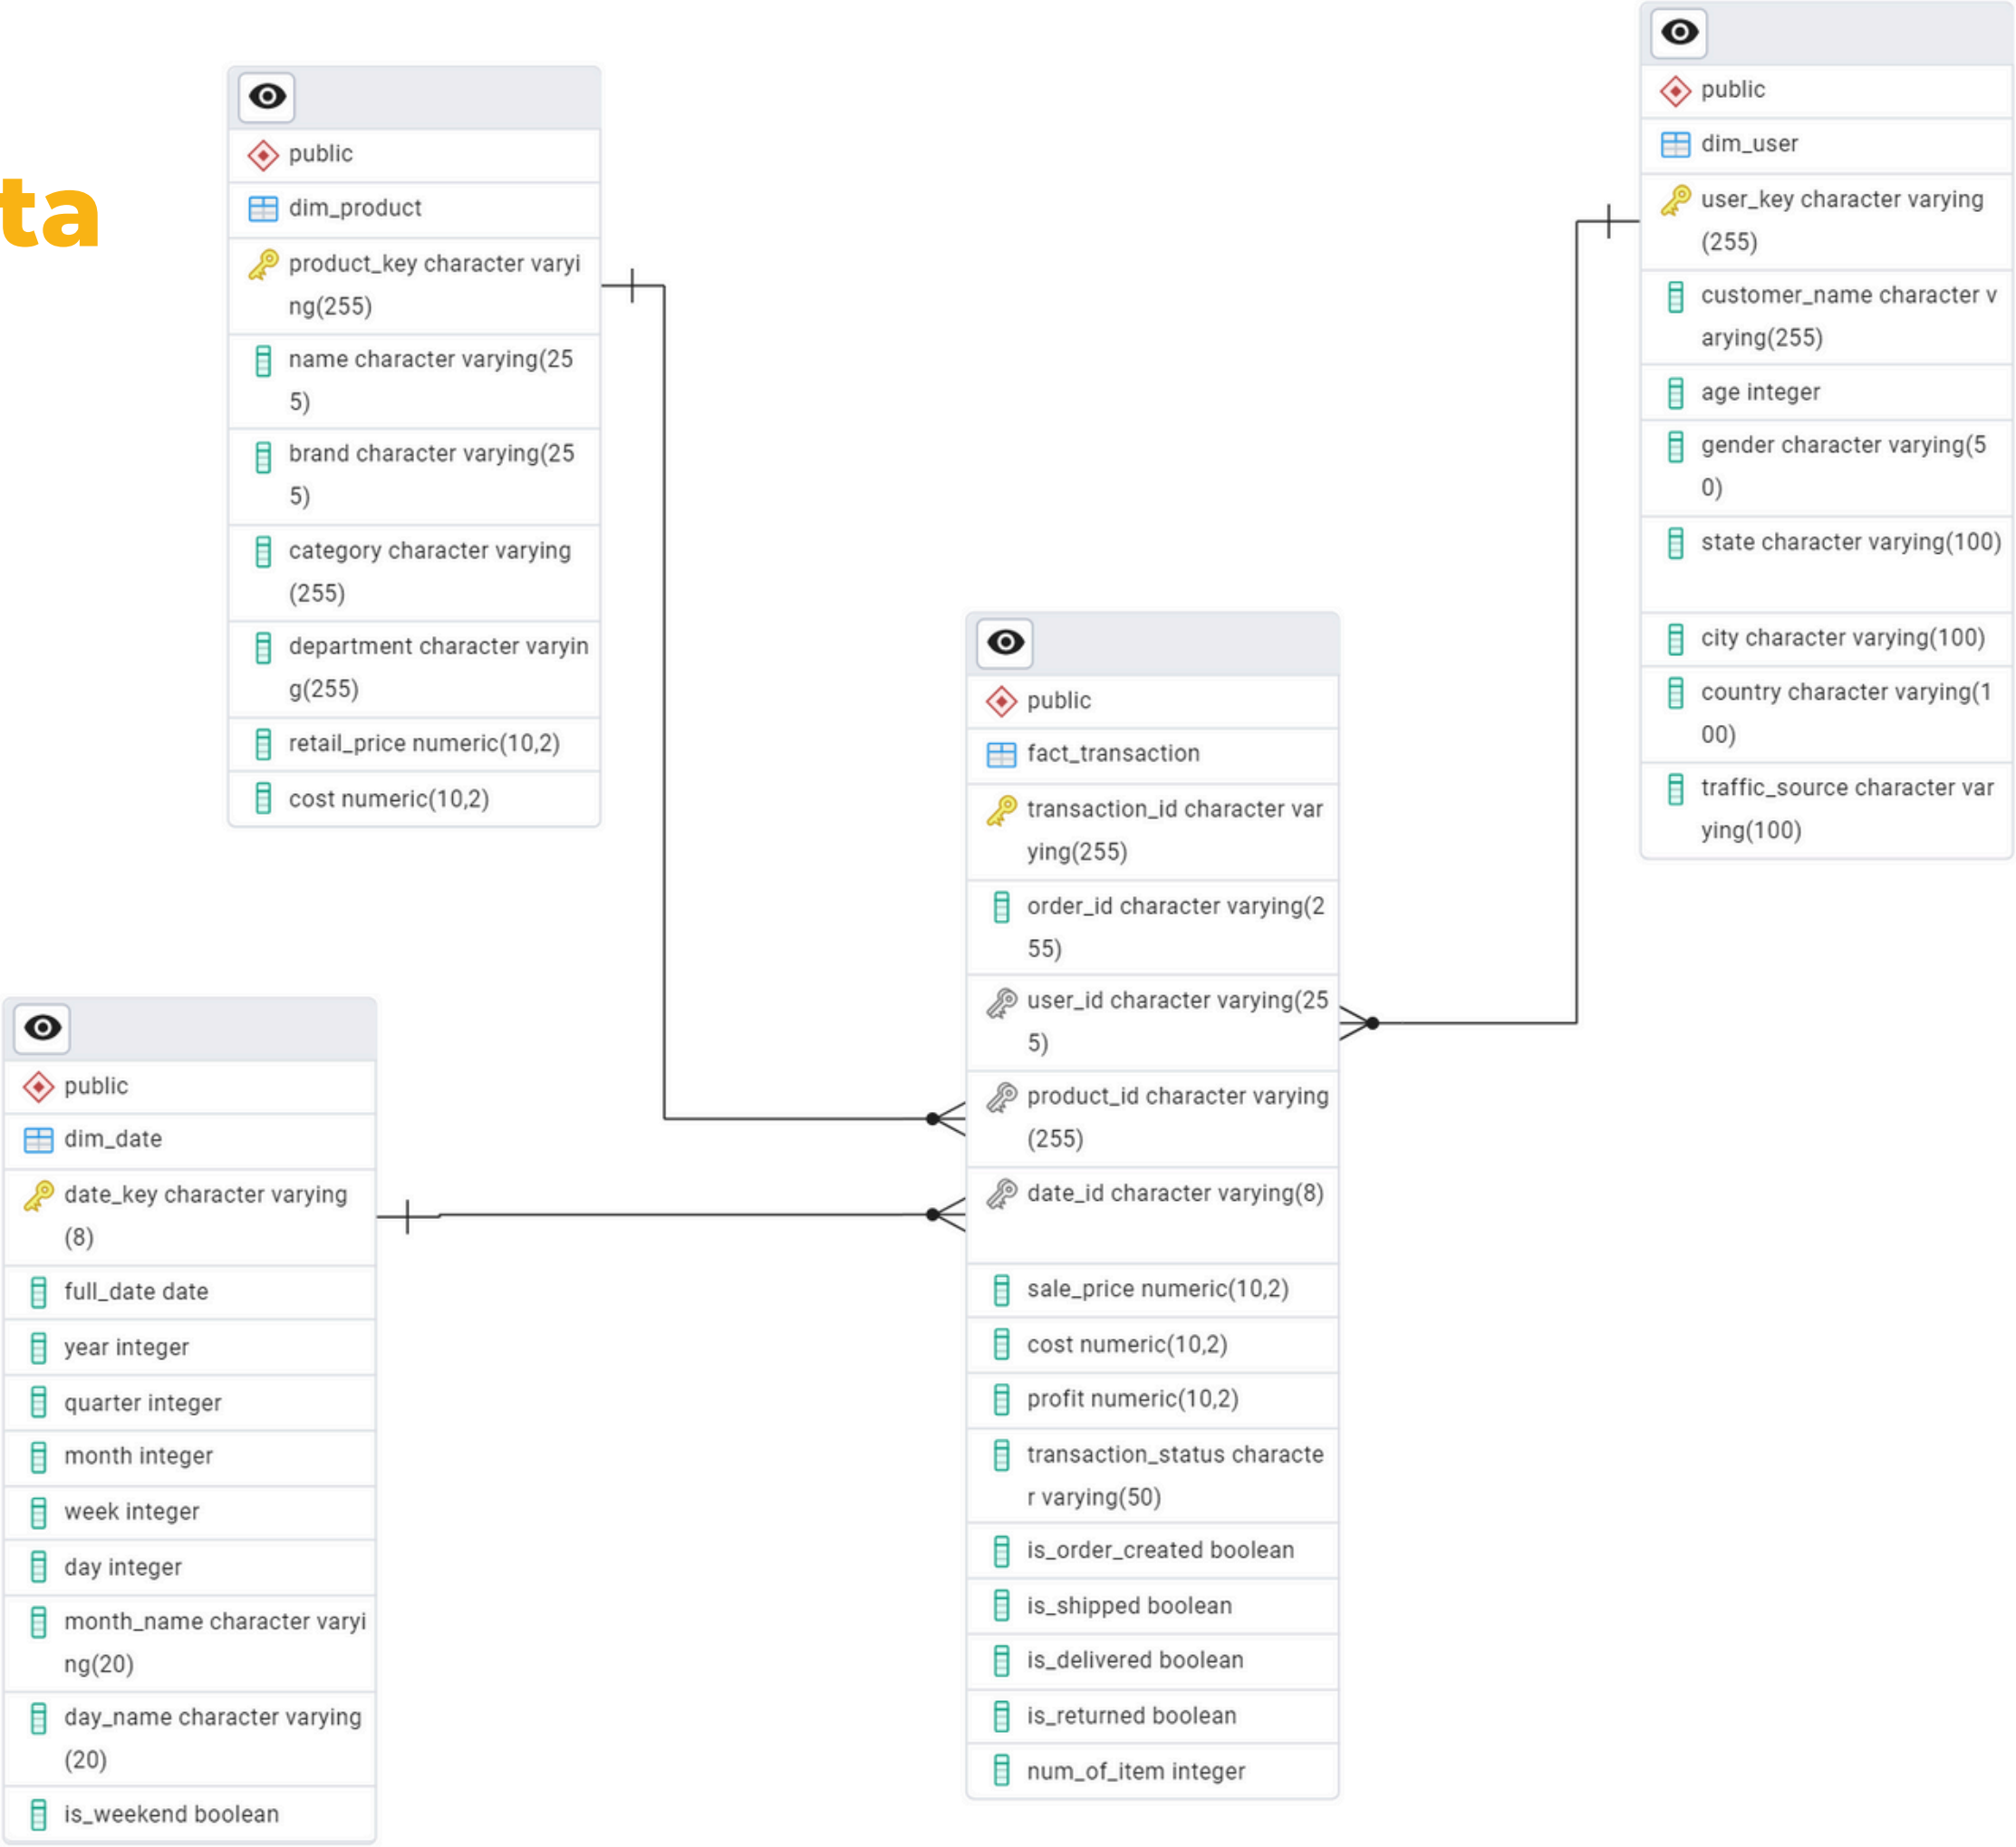 ta
public
dim_product
product_key character varyi
ng(255)
name character varying(25
5)
brand character varying(25
5)
category character varying
(255)
department character varyin
g(255)
retail_price numeric(10,2)
cost numeric(10,2)
public
dim_user
user_key character varying
(255)
customer_name character v
arying(255)
age integer
gender character varying(5
0)
state character varying(100)
city character varying(100)
country character varying(1
00)
traffic_source character var
ying(100)
public
fact_transaction
transaction_id character var
ying(255)
order_id character varying(2
55)
user_id character varying(25
5)
product_id character varying
(255)
date_id character varying(8)
sale_price numeric(10,2)
cost numeric(10,2)
profit numeric(10,2)
transaction_status characte
r varying(50)
is_order_created boolean
is_shipped boolean
is_delivered boolean
is_returned boolean
num_of_item integer
public
dim_date
date_key character varying
(8)
full_date date
year integer
quarter integer
month integer
week integer
day integer
month_name character varyi
ng(20)
day_name character varying
(20)
is_weekend boolean